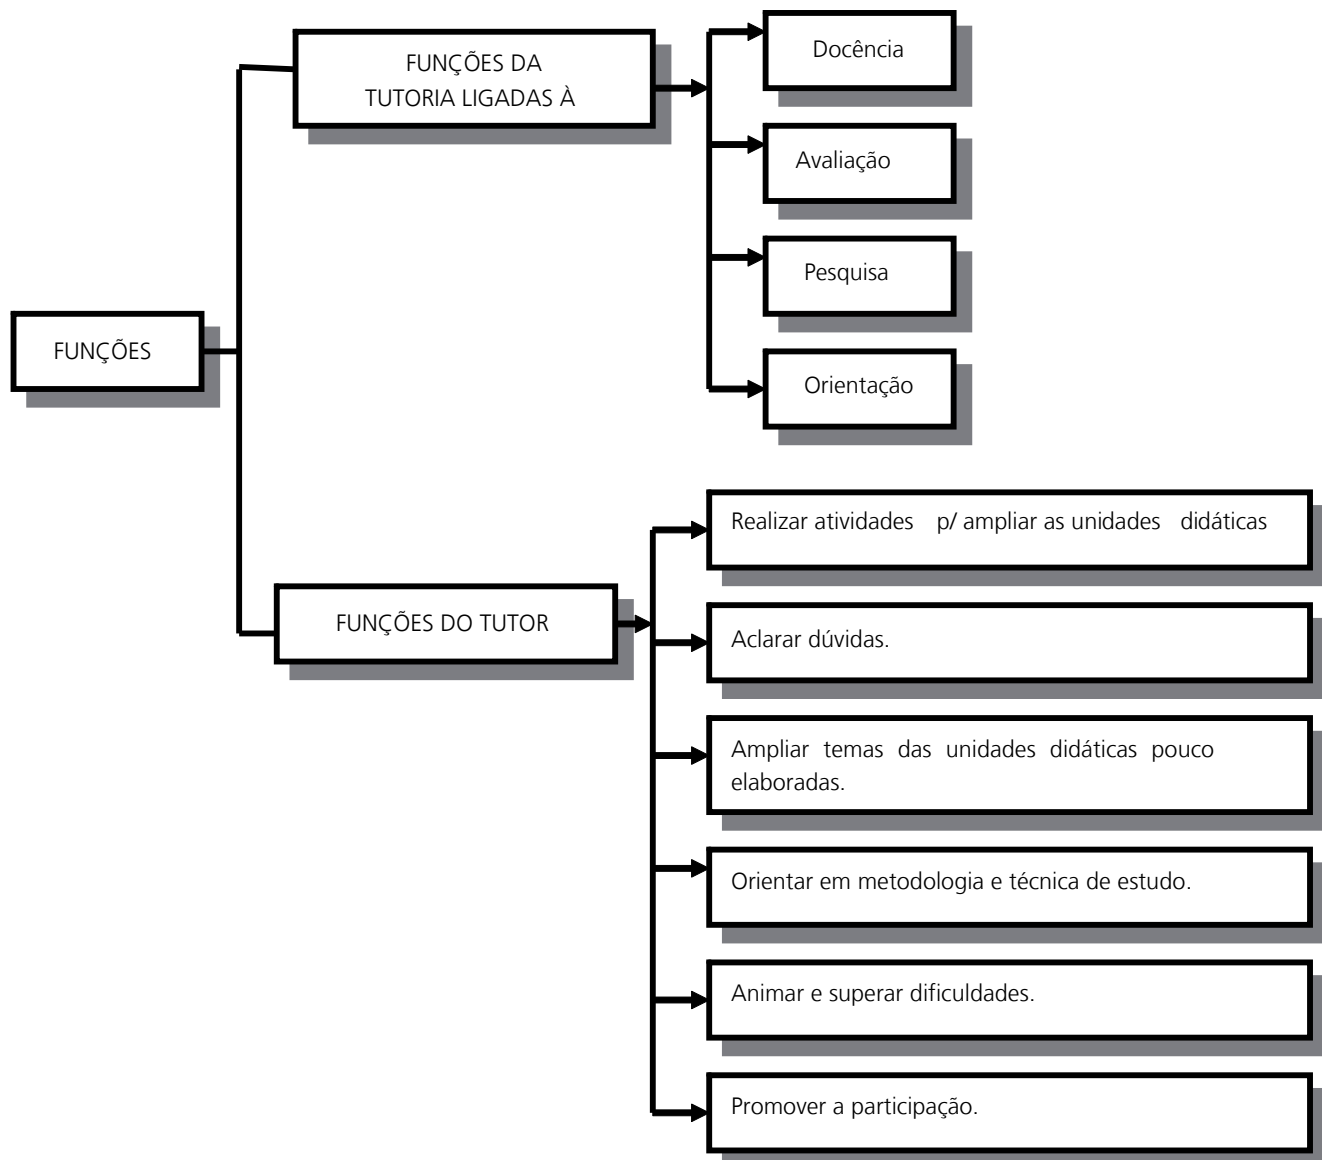 FUNÇÕES
FUNÇÕES DA
TUTORIA LIGADAS À
Docência
Avaliação
Pesquisa
Orientação
FUNÇÕES DO TUTOR
Realizar atividades p/ ampliar as unidades didáticas
Aclarar dúvidas.
Ampliar temas das unidades didáticas pouco
elaboradas.
Orientar em metodologia e técnica de estudo.
Animar e superar dificuldades.
Promover a participação.